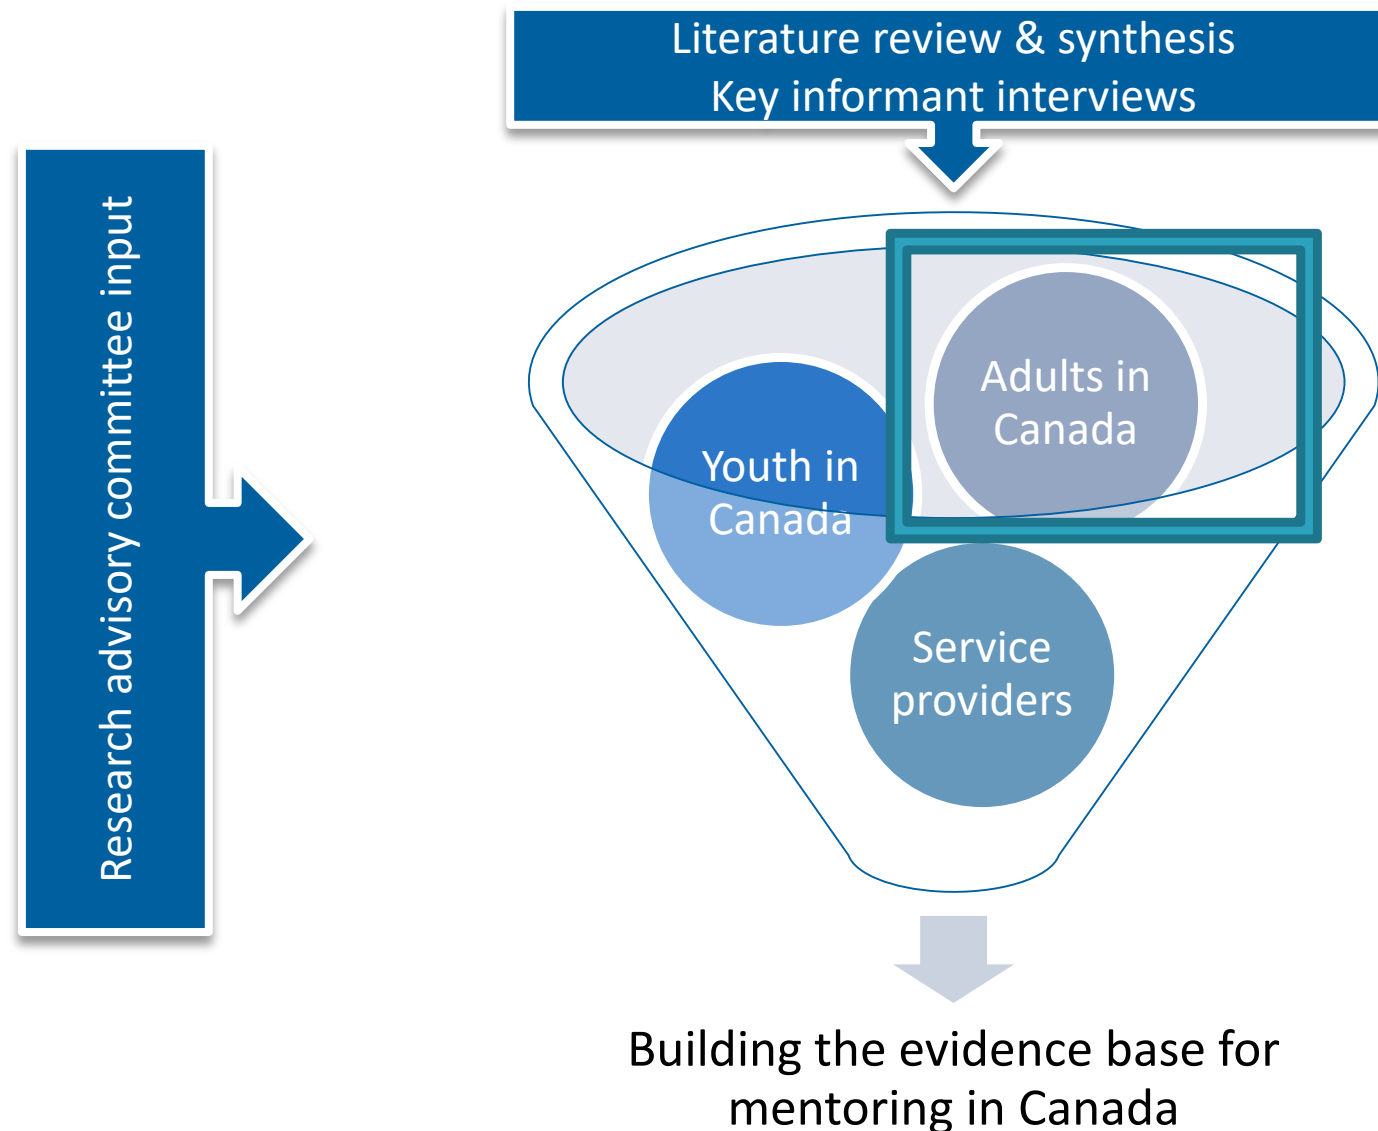 Literature review & synthesis
Key informant interviews
Research advisory committee input
Adults in
Canada
Youth in
Canada
Service
providers
Building the evidence base for
mentoring in Canada